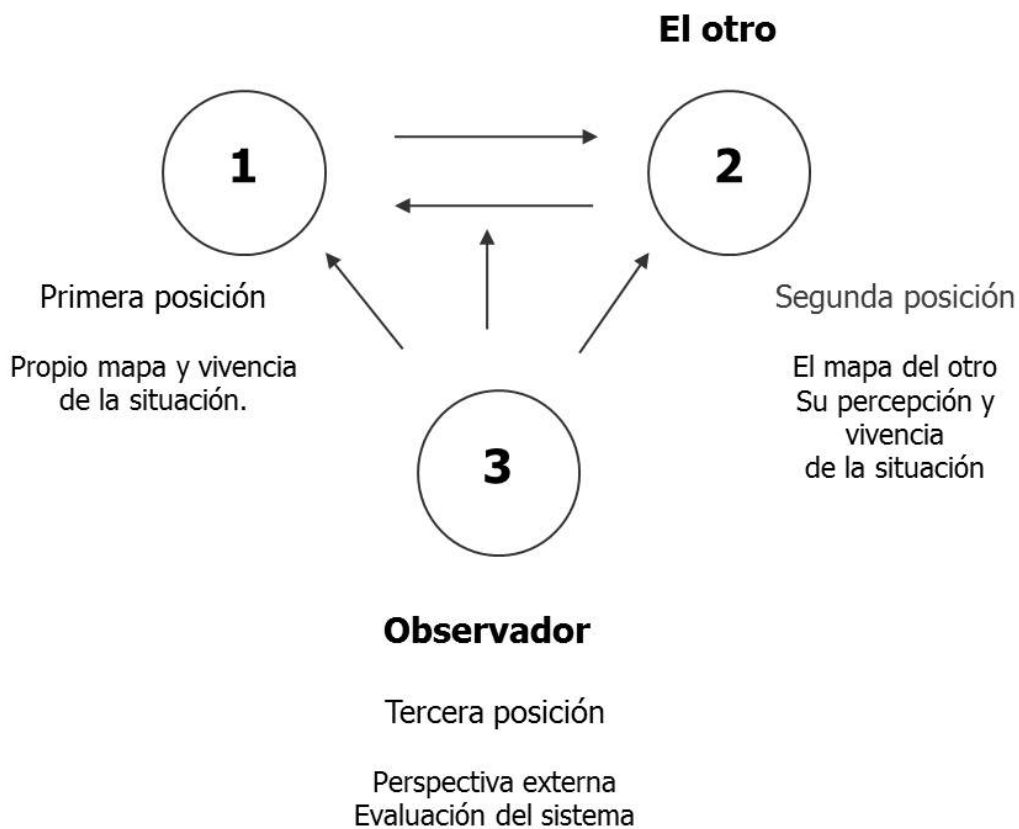 El otro
1
2
Primera posición
Propio mapa y vivencia
de la situación.
Segunda posición
El mapa del otro
Su percepción y
vivencia
de la situación
3
Observador
Tercera posición
Perspectiva externa
Evaluación del sistema